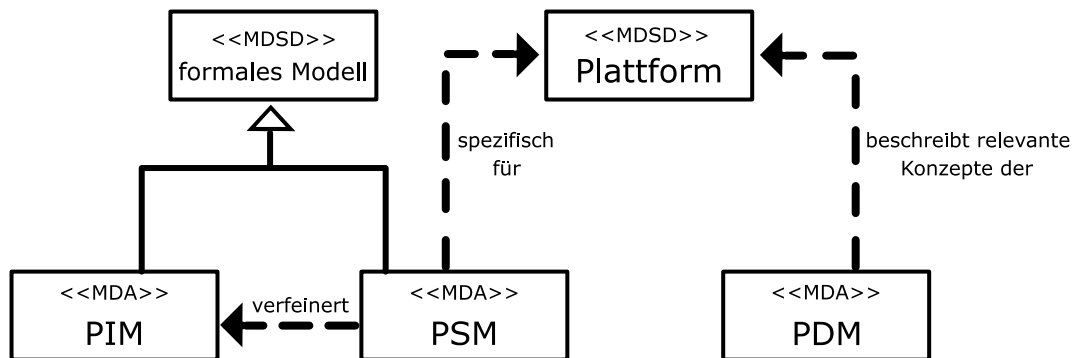 <<MDSD>>
formales Modell
<<MDSD>>
Plattform
spezifisch
für
beschreibt relevante
Konzepte der
<<MDA>>
PIM
verfeinert
<<MDA>>
PSM
<<MDA>>
PDM